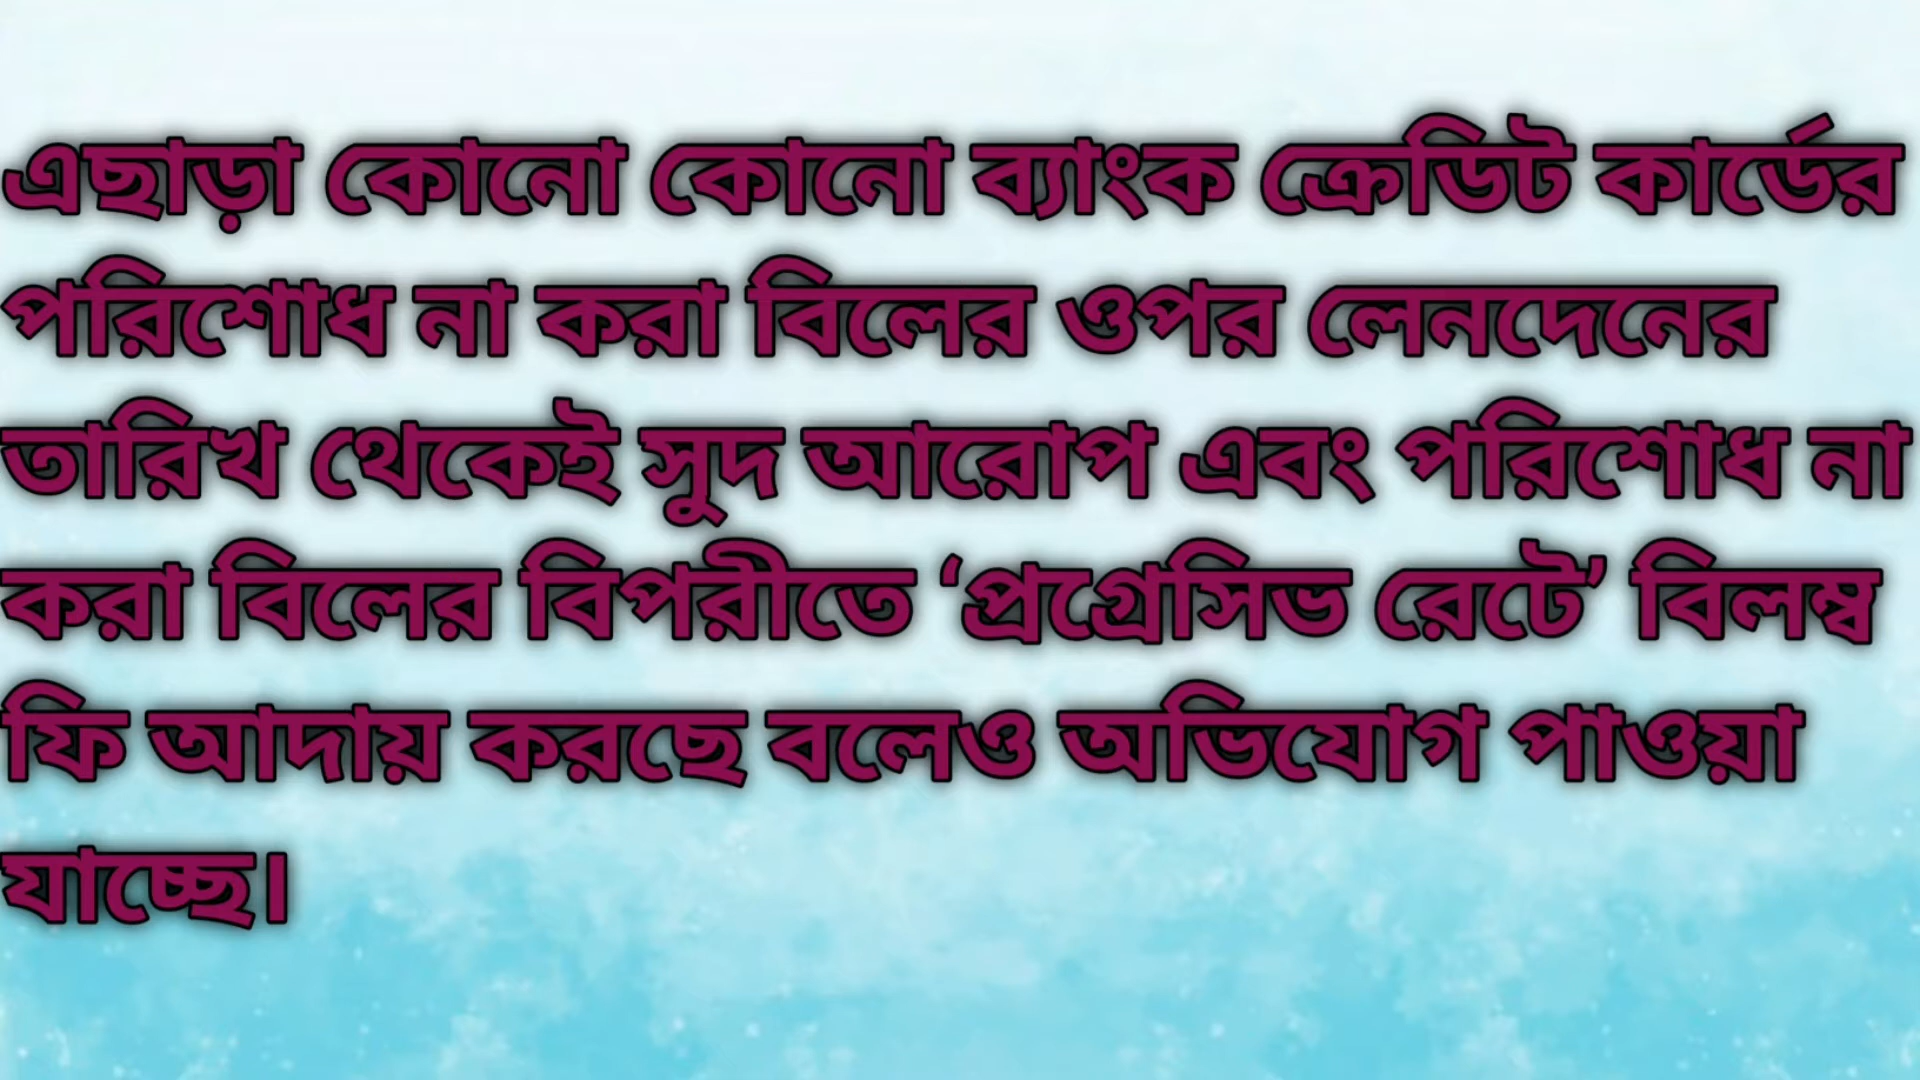 এছাড়া কোনো কোনো ব্যাংক ক্রেডিট কার্ডের
পরিশোধ না করা বিলের ওপর লেনদেনের
তারিখ থেকেই সুদ আরোপ এবং পরিশোধ না
করা বিলের বিপরীতে ‘প্রগ্রেসিভ রেটে’ বিলম্ব
ফি আদায় করছে বলেও অভিযোগ পাওয়া
যাচ্ছে।